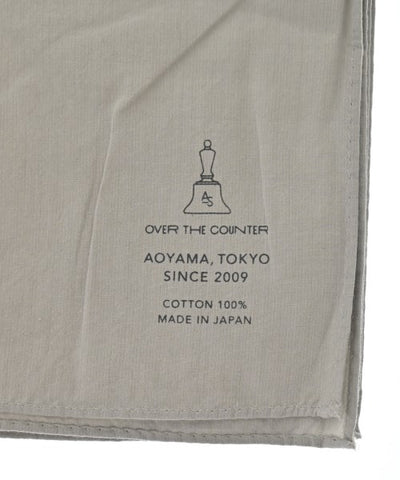 AS
OVER THE COUNTER
AOYAMA, TOKYO
SINCE 2009
COTTON 100%
MADE IN JAPAN